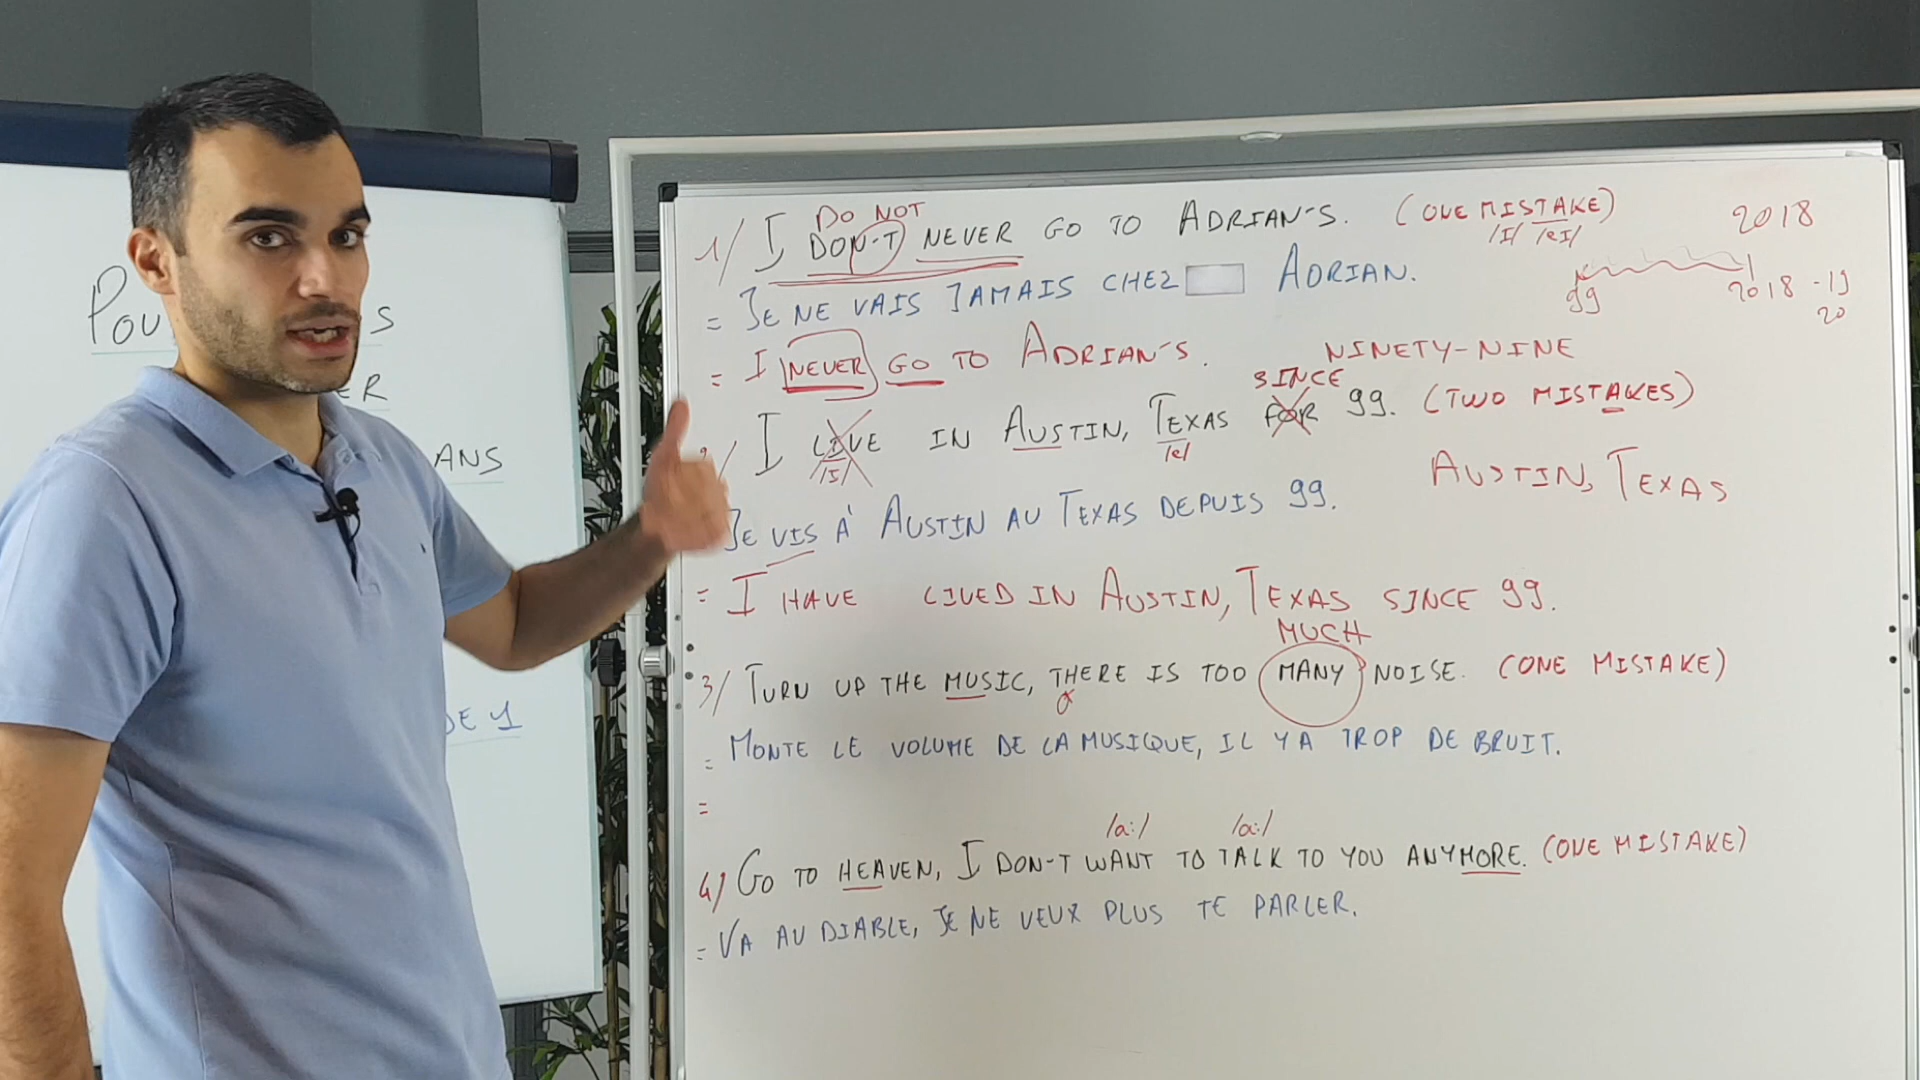 POU S
ER
ANS
DE 1
DO NOT
1/ I DON'T NEVER GO TO ADRIAN'S. (ONE MISTAKE)
/I/ /eI/
2018
= JE NE VAIS JAMAIS CHEZ ADRIAN.
99 2018 - 19
20
= I NEVER GO TO ADRIAN'S.
NINETY-NINE
SINCE
2/ I LIVE IN AUSTIN, TEXAS FOR 99. (TWO MISTAKES)
/I/ /e/
AUSTIN, TEXAS
JE VIS À AUSTIN AU TEXAS DEPUIS 99.
= I HAVE LIVED IN AUSTIN, TEXAS SINCE 99.
MUCH
3/ TURN UP THE MUSIC, THERE IS TOO MANY NOISE. (ONE MISTAKE)
= MONTE LE VOLUME DE LA MUSIQUE, IL Y A TROP DE BRUIT.
=
/a:/ /a:/
4/ GO TO HEAVEN, I DON'T WANT TO TALK TO YOU ANYMORE. (ONE MISTAKE)
= VA AU DIABLE, JE NE VEUX PLUS TE PARLER.